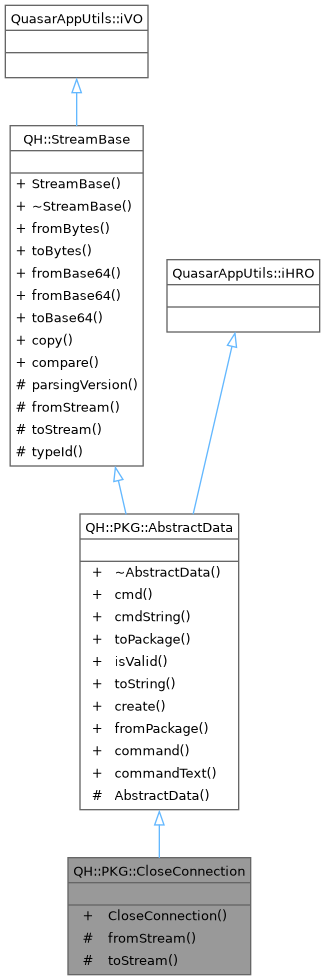 QuasarAppUtils::iVO
QH::StreamBase
+ StreamBase()
+ ~StreamBase()
+ fromBytes()
+ toBytes()
+ fromBase64()
+ fromBase64()
+ toBase64()
+ copy()
+ compare()
# parsingVersion()
# fromStream()
# toStream()
# typeId()
QuasarAppUtils::iHRO
QH::PKG::AbstractData
+ ~AbstractData()
+ cmd()
+ cmdString()
+ toPackage()
+ isValid()
+ toString()
+ create()
+ fromPackage()
+ command()
+ commandText()
# AbstractData()
QH::PKG::CloseConnection
+ CloseConnection()
# fromStream()
# toStream()